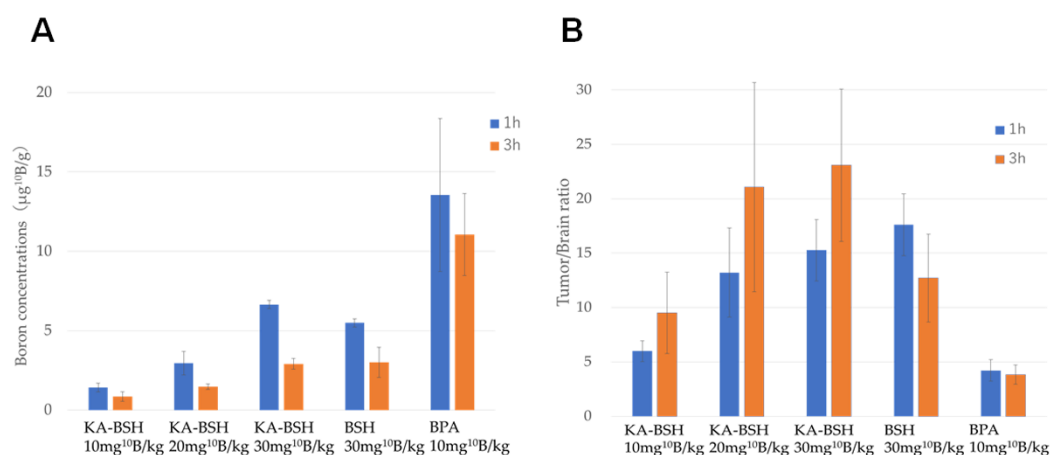 A
20
15
10
5
0
Boron concentrations (μg¹⁰B/g)
1h
3h
KA-BSH KA-BSH KA-BSH BSH BPA
10mg¹⁰B/kg 20mg¹⁰B/kg 30mg¹⁰B/kg 30mg¹⁰B/kg 10mg¹⁰B/kg
B
30
25
20
15
10
5
0
Tumor/Brain ratio
1h
3h
KA-BSH KA-BSH KA-BSH BSH BPA
10mg¹⁰B/kg 20mg¹⁰B/kg 30mg¹⁰B/kg 30mg¹⁰B/kg 10mg¹⁰B/kg